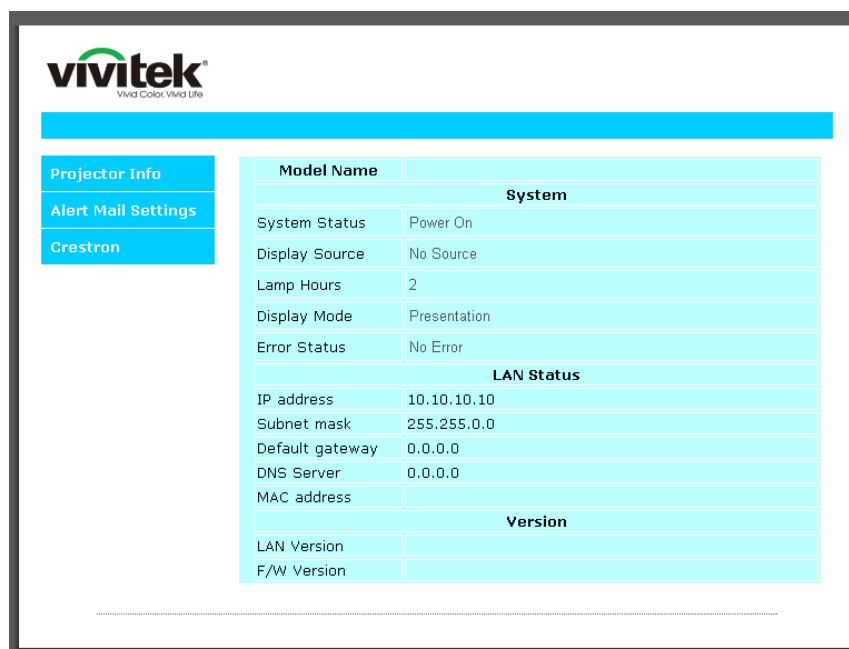 vivitek®
Vivid Color. Vivid Life
Projector Info
Alert Mail Settings
Crestron
Model Name
System
System Status Power On
Display Source No Source
Lamp Hours 2
Display Mode Presentation
Error Status No Error
LAN Status
IP address 10.10.10.10
Subnet mask 255.255.0.0
Default gateway 0.0.0.0
DNS Server 0.0.0.0
MAC address
Version
LAN Version
F/W Version